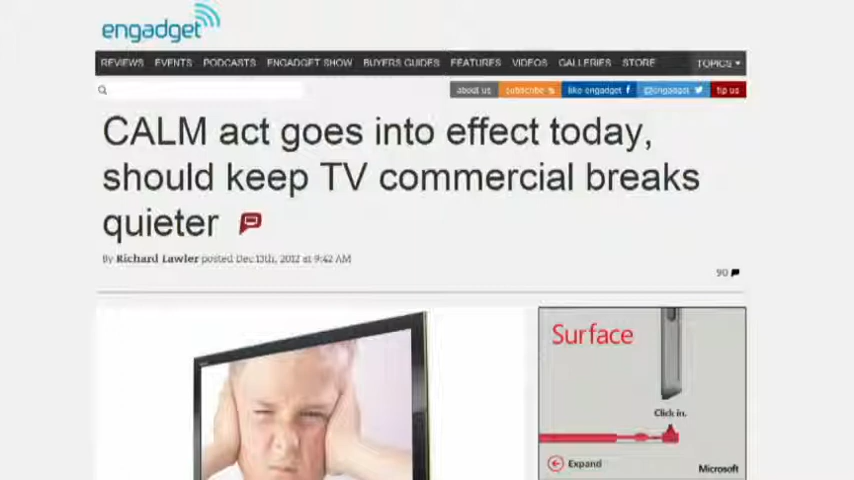 engadget
REVIEWS EVENTS PODCASTS ENGADGET SHOW BUYERS GUIDES FEATURES VIDEOS GALLERIES STORE TOPICS
about us subscribe like engadget f @engadget tip us
CALM act goes into effect today,
should keep TV commercial breaks
quieter
By Richard Lawler posted Dec 13th, 2012 at 9:42 AM
90
Surface
Click in.
Expand
Microsoft